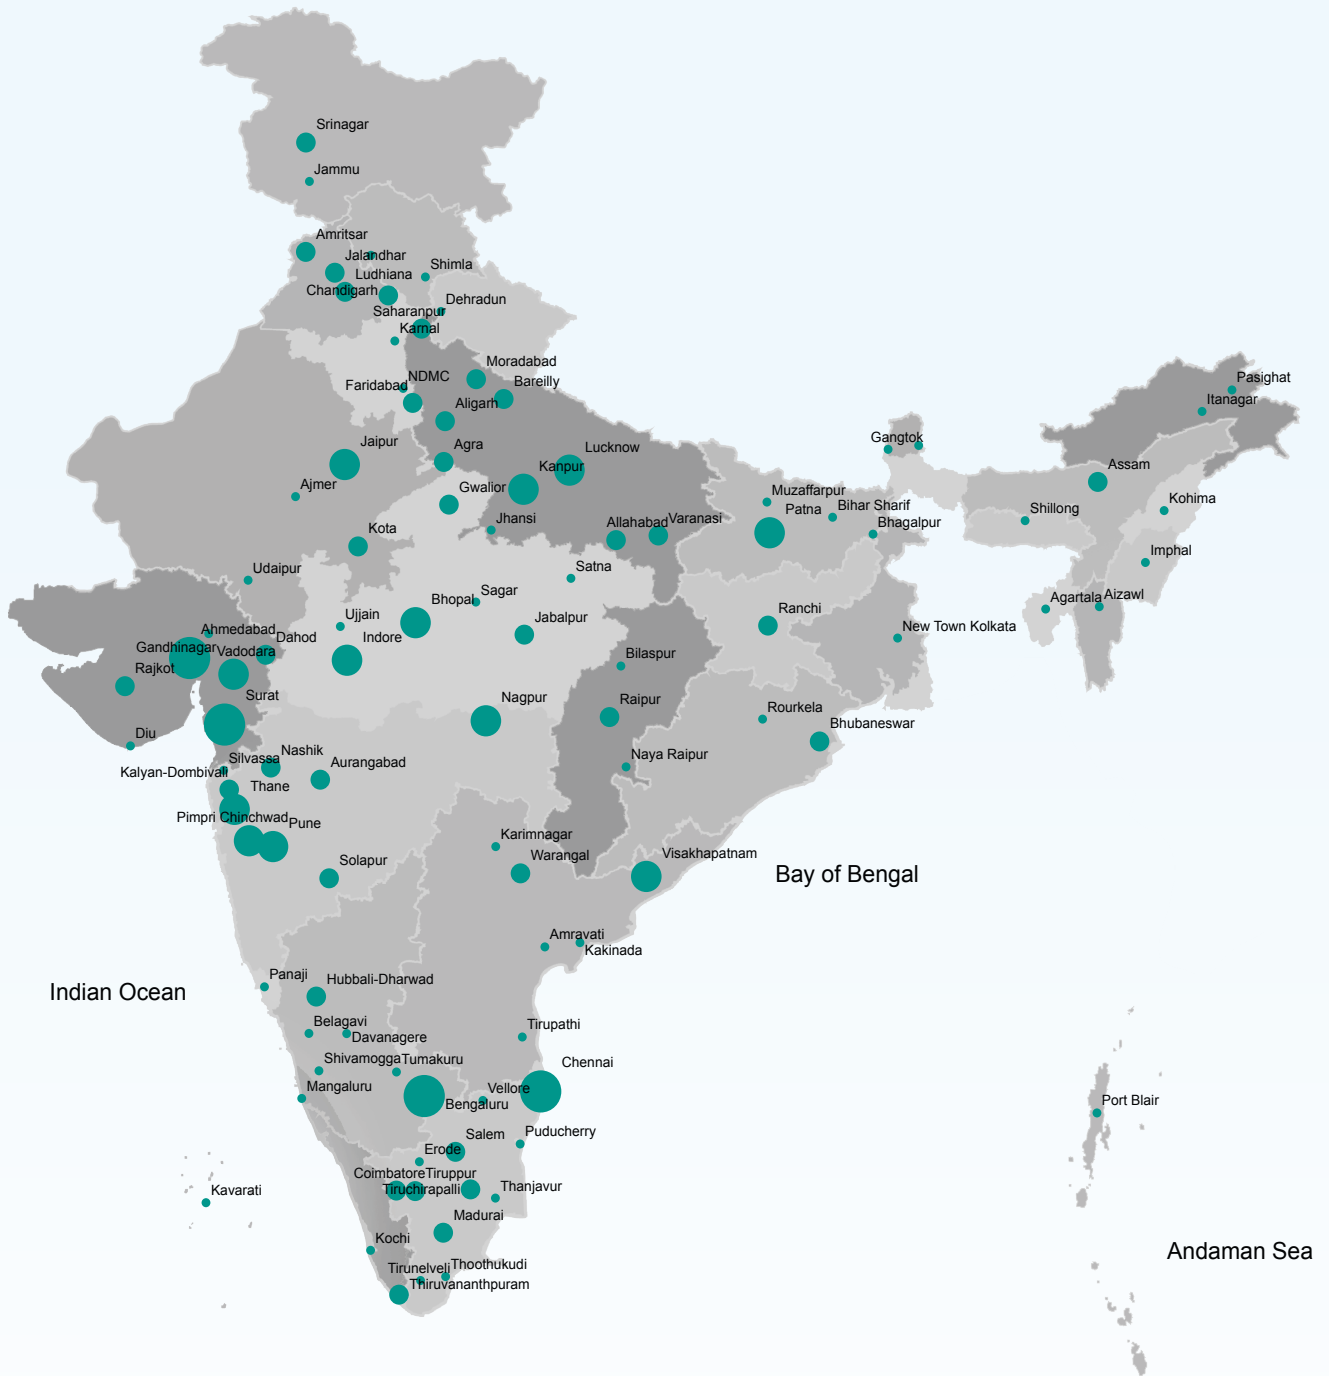 Srinagar
Jammu
Amritsar
Jalandhar
Shimla
Ludhiana
Chandigarh
Dehradun
Saharanpur
Karnal
Moradabad
NDMC
Faridabad
Bareilly
Pasighat
Itanagar
Aligarh
Jaipur
Agra
Lucknow
Gangtok
Kanpur
Assam
Ajmer
Gwalior
Muzaffarpur
Kohima
Patna
Bihar Sharif
Shillong
Jhansi
Allahabad
Varanasi
Bhagalpur
Kota
Imphal
Udaipur
Satna
Sagar
Agartala
Aizawl
Bhopal
Ujjain
Ranchi
Ahmedabad
Dahod
Indore
Jabalpur
New Town Kolkata
Gandhinagar
Vadodara
Rajkot
Bilaspur
Surat
Nagpur
Raipur
Rourkela
Bhubaneswar
Diu
Nashik
Silvassa
Aurangabad
Naya Raipur
Kalyan-Dombivali
Thane
Pimpri Chinchwad
Pune
Karimnagar
Solapur
Warangal
Visakhapatnam
Bay of Bengal
Amravati
Kakinada
Panaji
Hubbali-Dharwad
Indian Ocean
Belagavi
Davanagere
Tirupathi
Shivamogga
Tumakuru
Chennai
Mangaluru
Vellore
Bengaluru
Port Blair
Puducherry
Salem
Erode
Coimbatore
Tiruppur
Tiruchirapalli
Thanjavur
Kavarati
Madurai
Kochi
Andaman Sea
Tirunelveli
Thoothukudi
Thiruvananthpuram